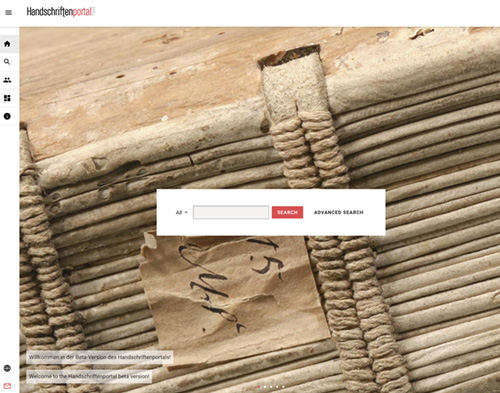 Handschriftenportal
All
SEARCH
ADVANCED SEARCH
15.
Willkommen in der Beta-Version des Handschriftenportals!
Welcome to the Handschriftenportal beta version!